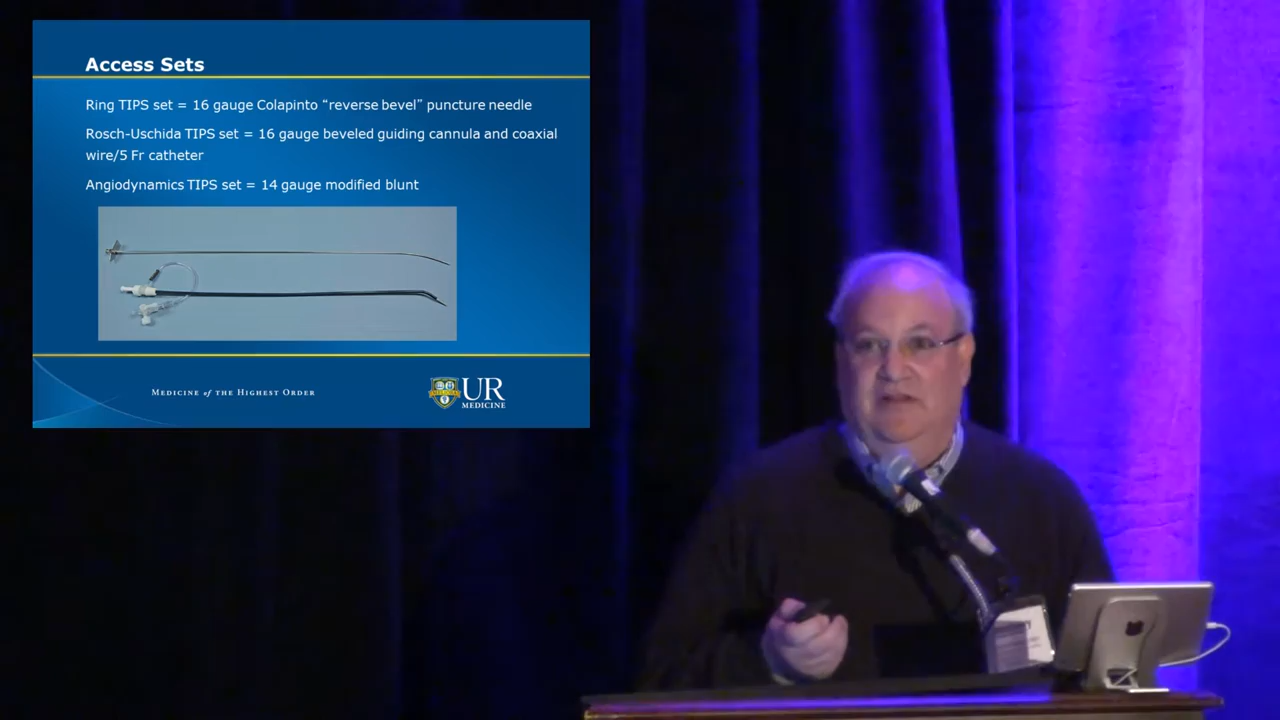 Access Sets
Ring TIPS set = 16 gauge Colapinto “reverse bevel” puncture needle
Rosch-Uschida TIPS set = 16 gauge beveled guiding cannula and coaxial
wire/5 Fr catheter
Angiodynamics TIPS set = 14 gauge modified blunt
MEDICINE of THE HIGHEST ORDER
UR
MEDICINE